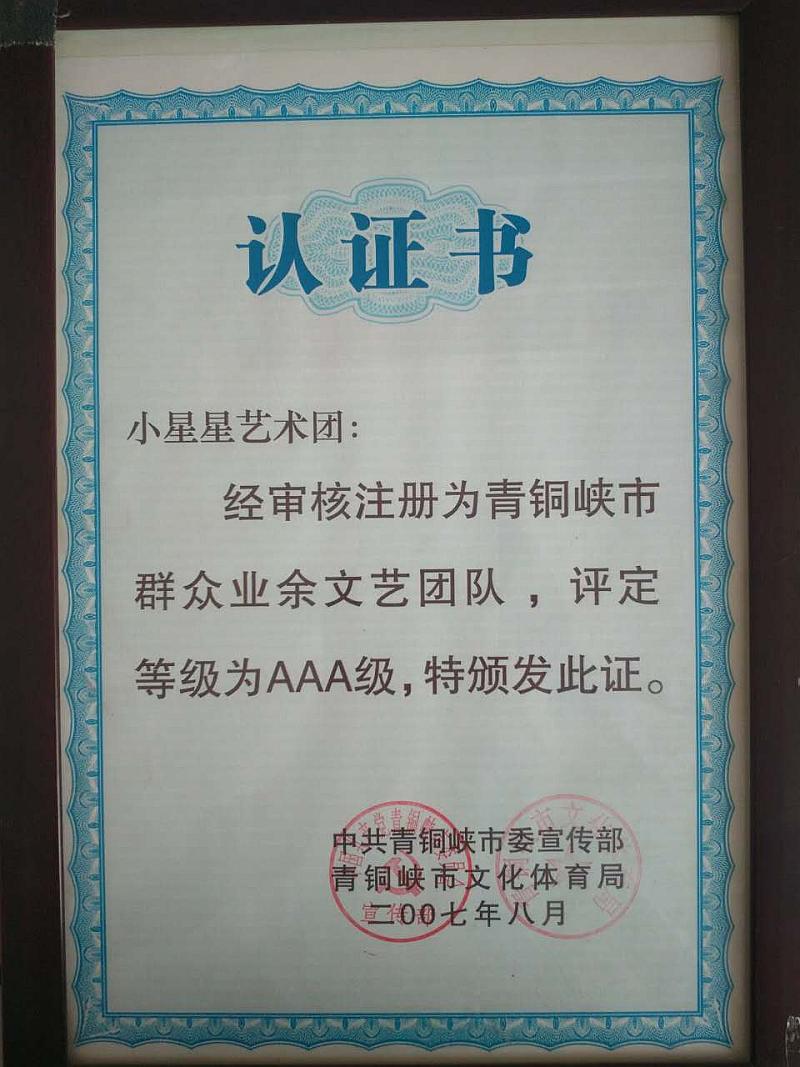 认证书
小星星艺术团：
经审核注册为青铜峡市
群众业余文艺团队，评定
等级为AAA级，特颁发此证。
中共青铜峡市委宣传部
青铜峡市文化体育局
二00七年八月
宣传部